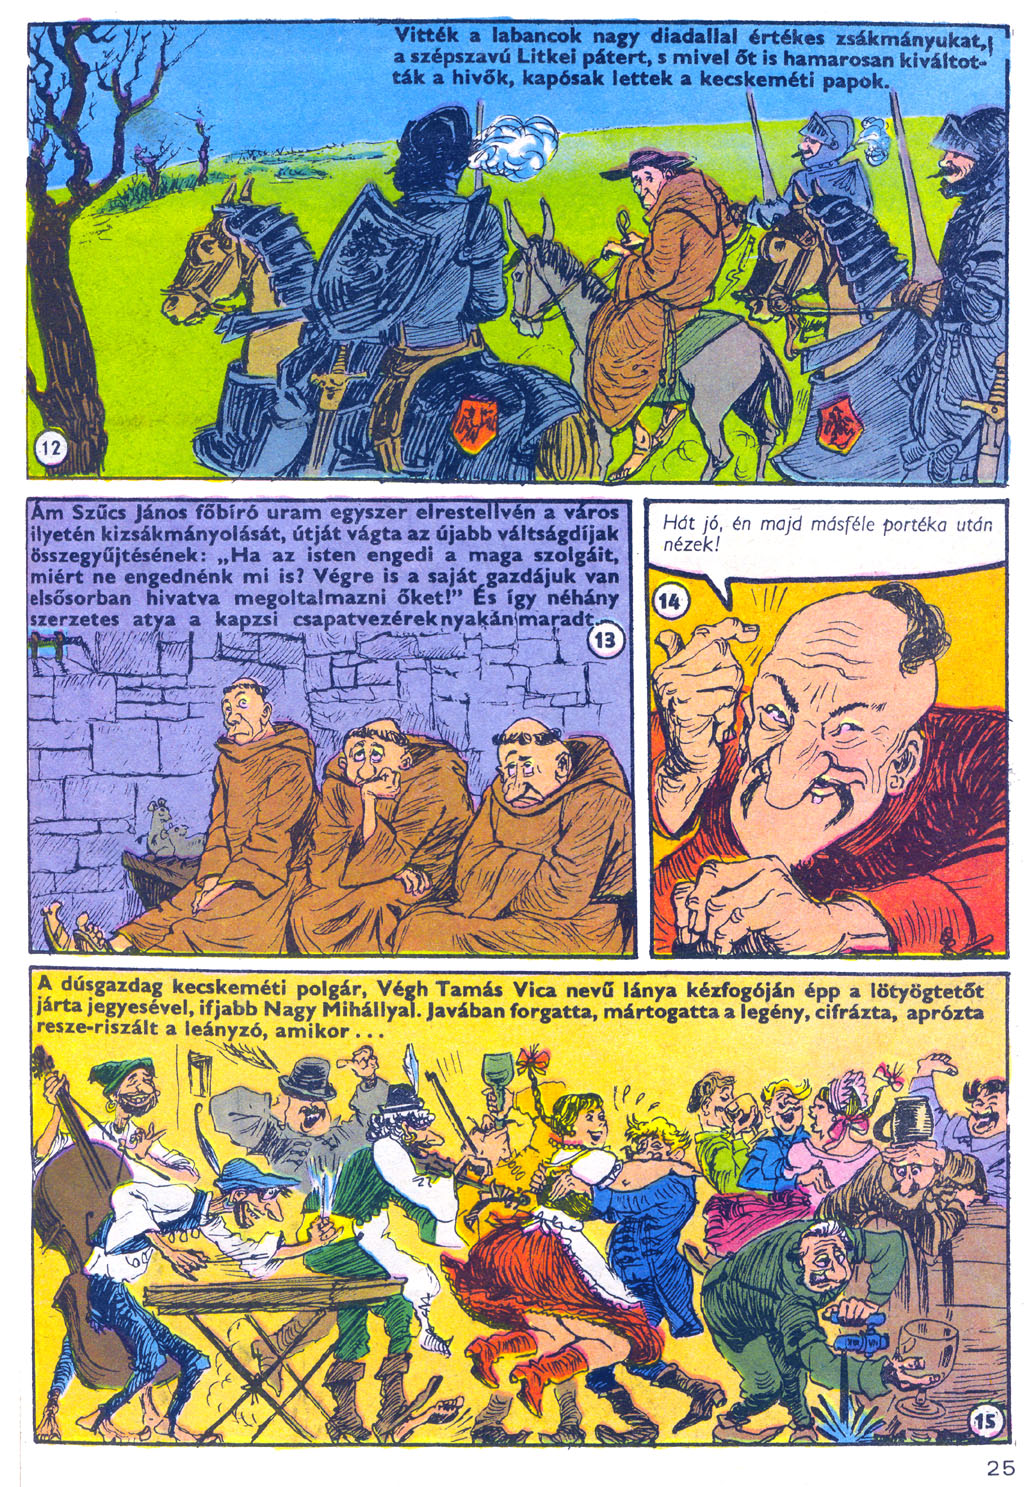 Vitték a labancok nagy diadallal értékes zsákmányukat,
a szépszavú Litkei pátert, s mivel őt is hamarosan kiváltot-
ták a hivők, kapósak lettek a kecskeméti papok.
12
Ám Szűcs János főbíró uram egyszer elrestellvén a város
ilyetén kizsákmányolását, útját vágta az újabb váltságdíjak
összegyűjtésének: „Ha az isten engedi a maga szolgáit,
miért ne engednénk mi is? Végre is a saját gazdájuk van
elsősorban hivatva megoltalmazni őket!” És így néhány
szerzetes atya a kapzsi csapatvezérek nyakán maradt.
13
Hát jó, én majd másféle portéka után
nézek!
14
A dúsgazdag kecskeméti polgár, Végh Tamás Vica nevű lánya kézfogóján épp a lötyögtetőt
járta jegyesével, ifjabb Nagy Mihállyal. Javában forgatta, mártogatta a legény, cifrázta, aprózta
resze-riszált a leányzó, amikor ...
15
25